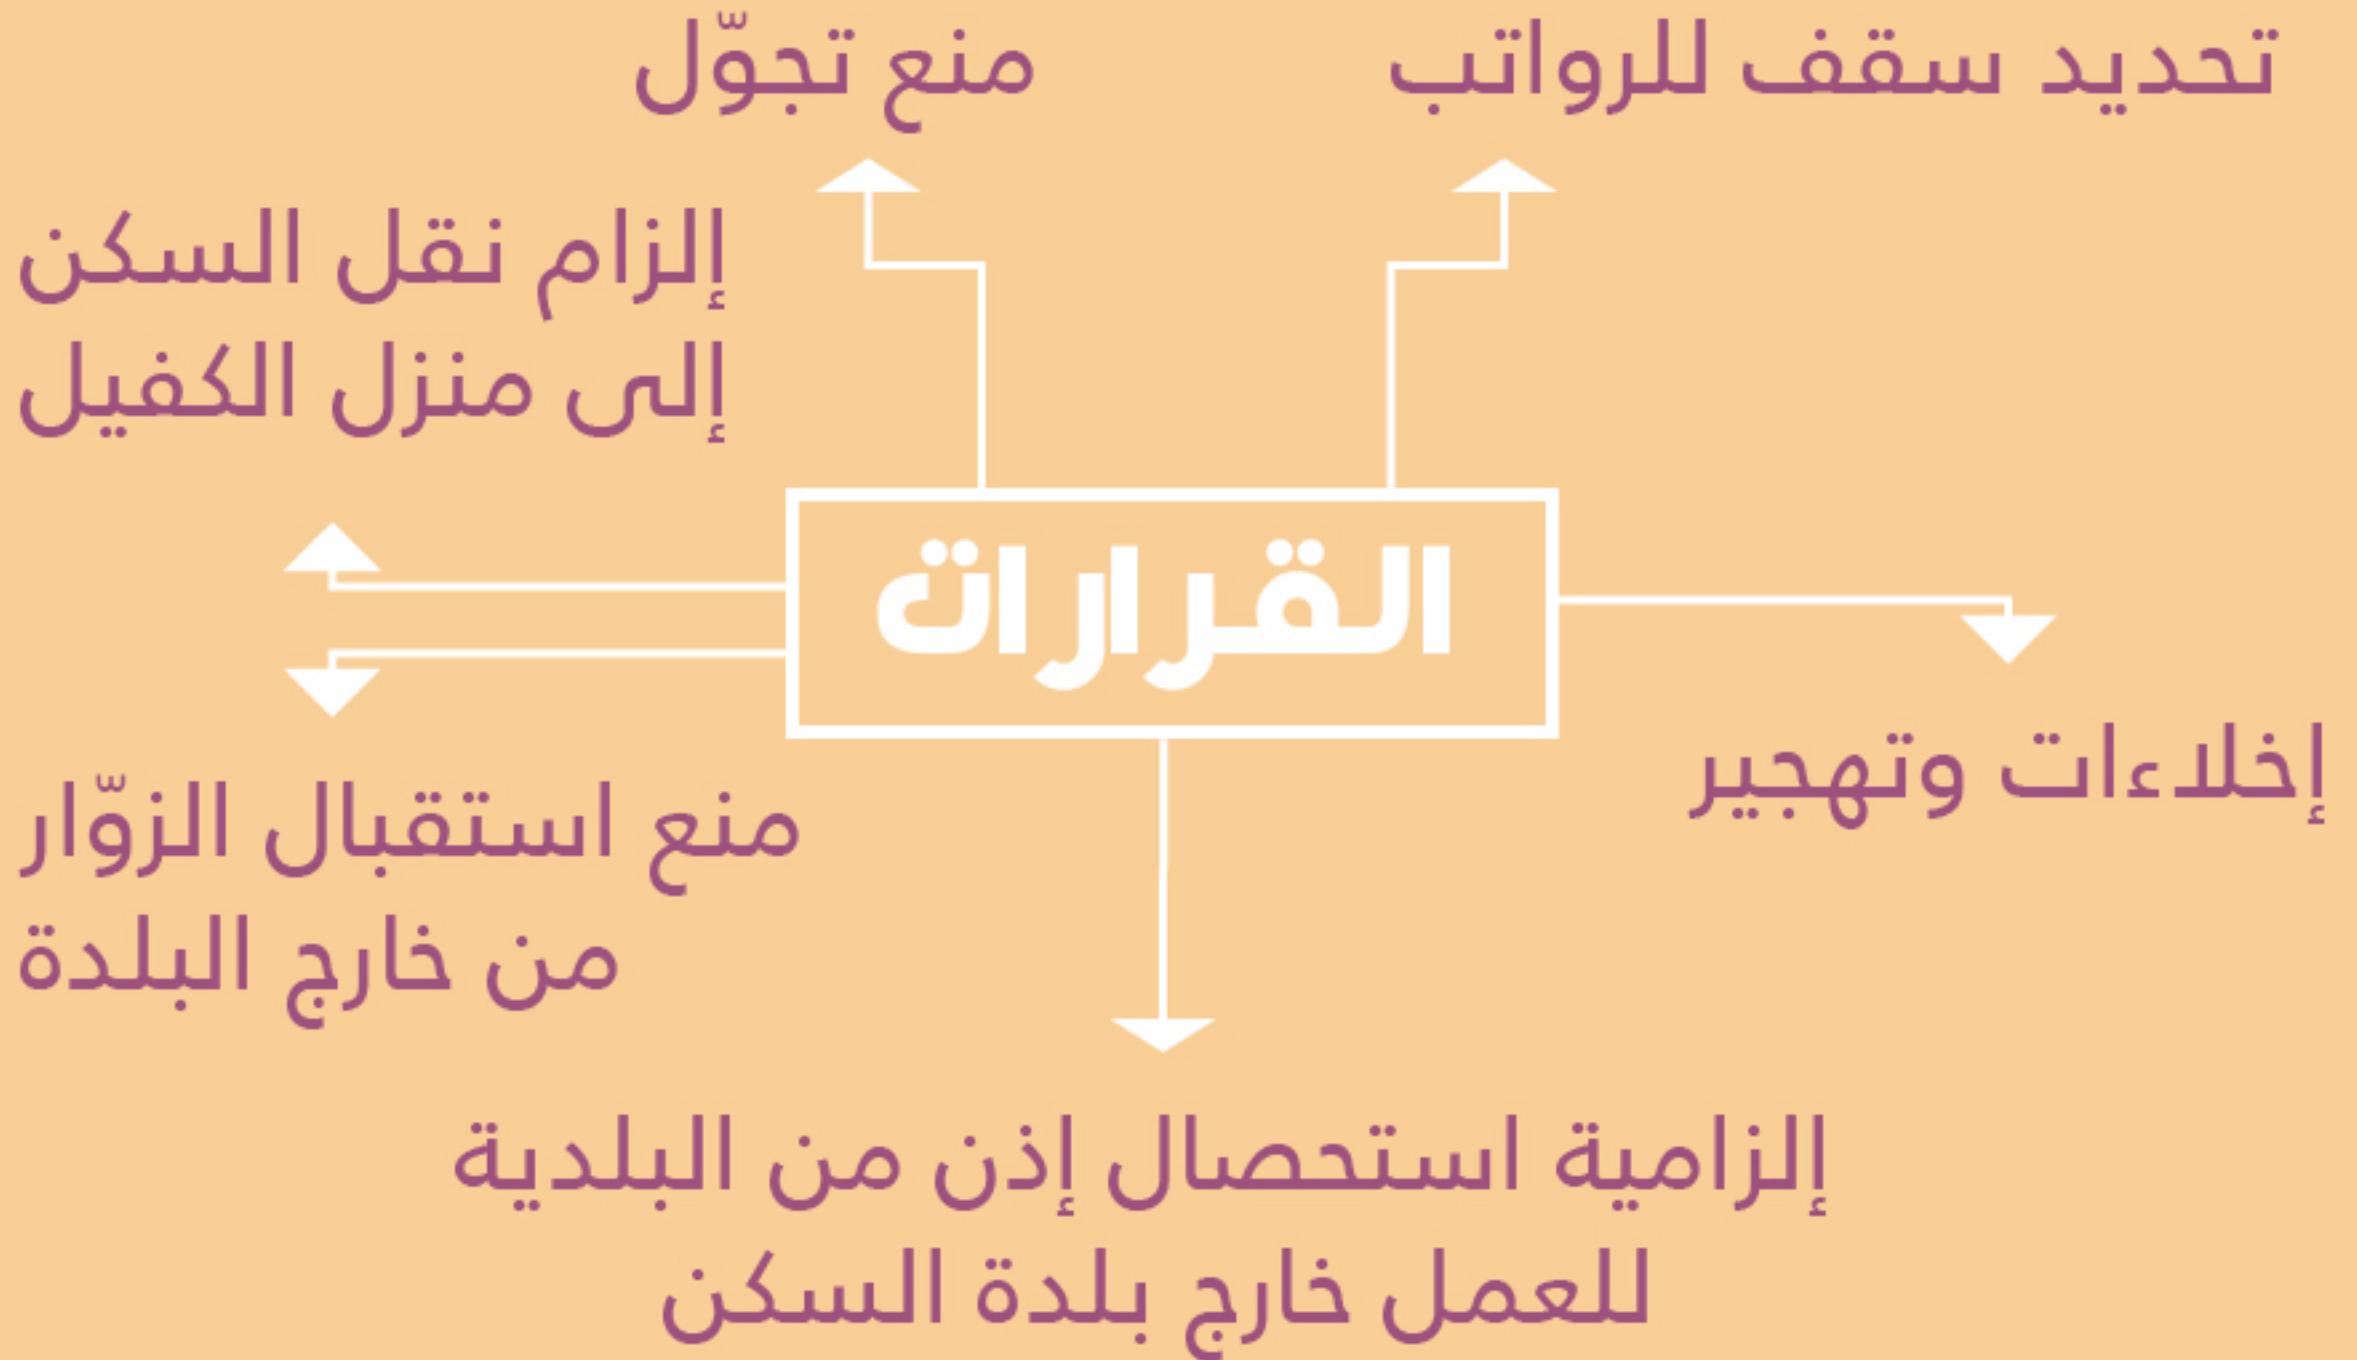 تحديد سقف للرواتب
منع تجوّل
إلزام نقل السكن
إلى منزل الكفيل
القرارات
إخلاءات وتهجير
منع استقبال الزوّار
من خارج البلدة
إلزامية استحصال إذن من البلدية
للعمل خارج بلدة السكن